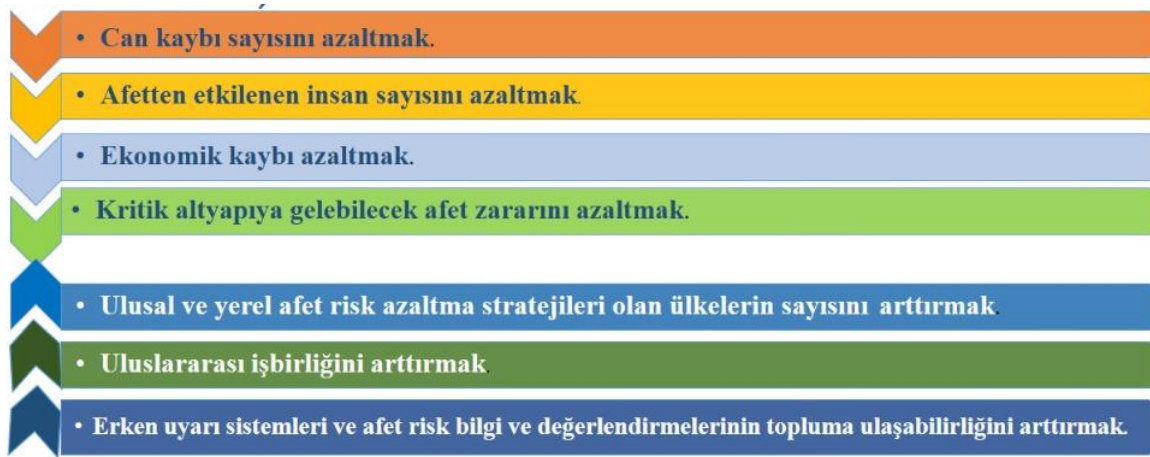 • Can kaybı sayısını azaltmak.
• Afetten etkilenen insan sayısını azaltmak.
• Ekonomik kaybı azaltmak.
• Kritik altyapıya gelebilecek afet zararını azaltmak.
• Ulusal ve yerel afet risk azaltma stratejileri olan ülkelerin sayısını arttırmak.
• Uluslararası işbirliğini arttırmak.
• Erken uyarı sistemleri ve afet risk bilgi ve değerlendirmelerinin topluma ulaşabilirliğini arttırmak.